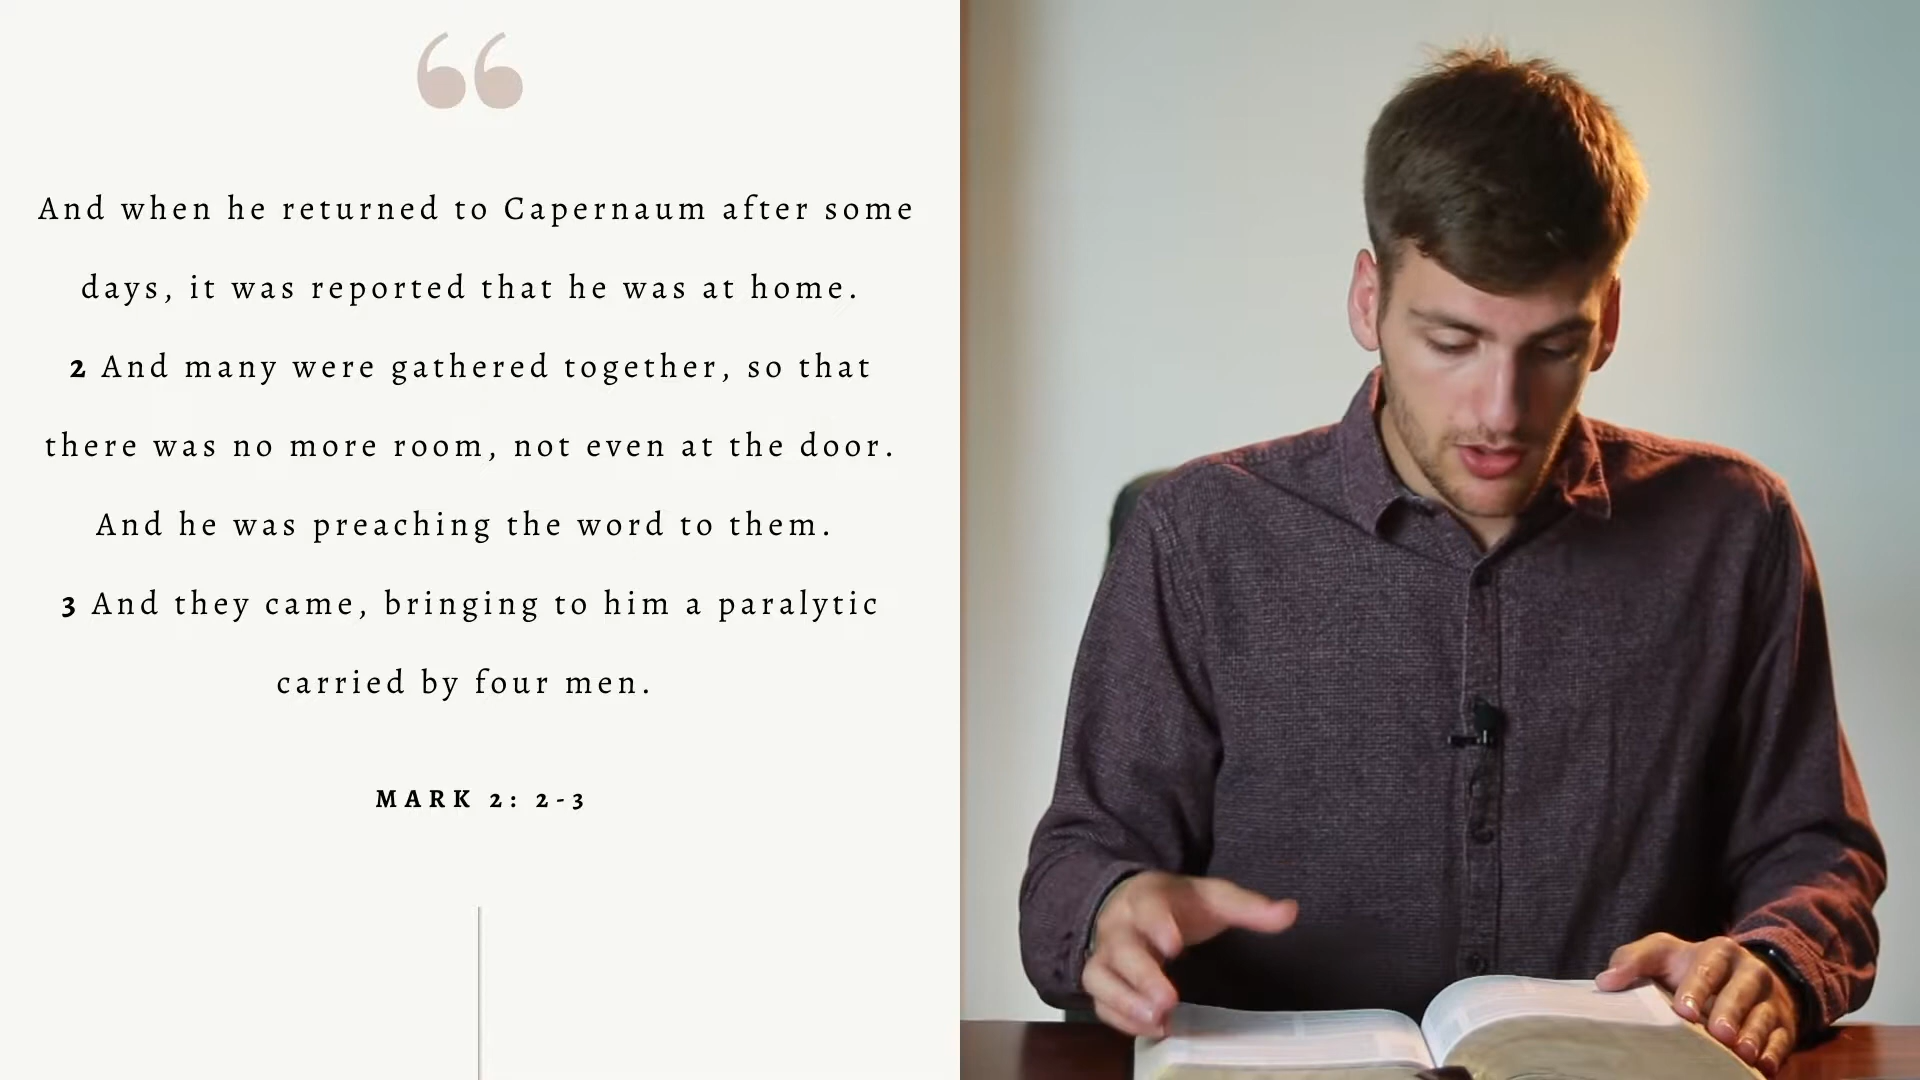 “
And when he returned to Capernaum after some
days, it was reported that he was at home.
2 And many were gathered together, so that
there was no more room, not even at the door.
And he was preaching the word to them.
3 And they came, bringing to him a paralytic
carried by four men.
MARK 2: 2-3